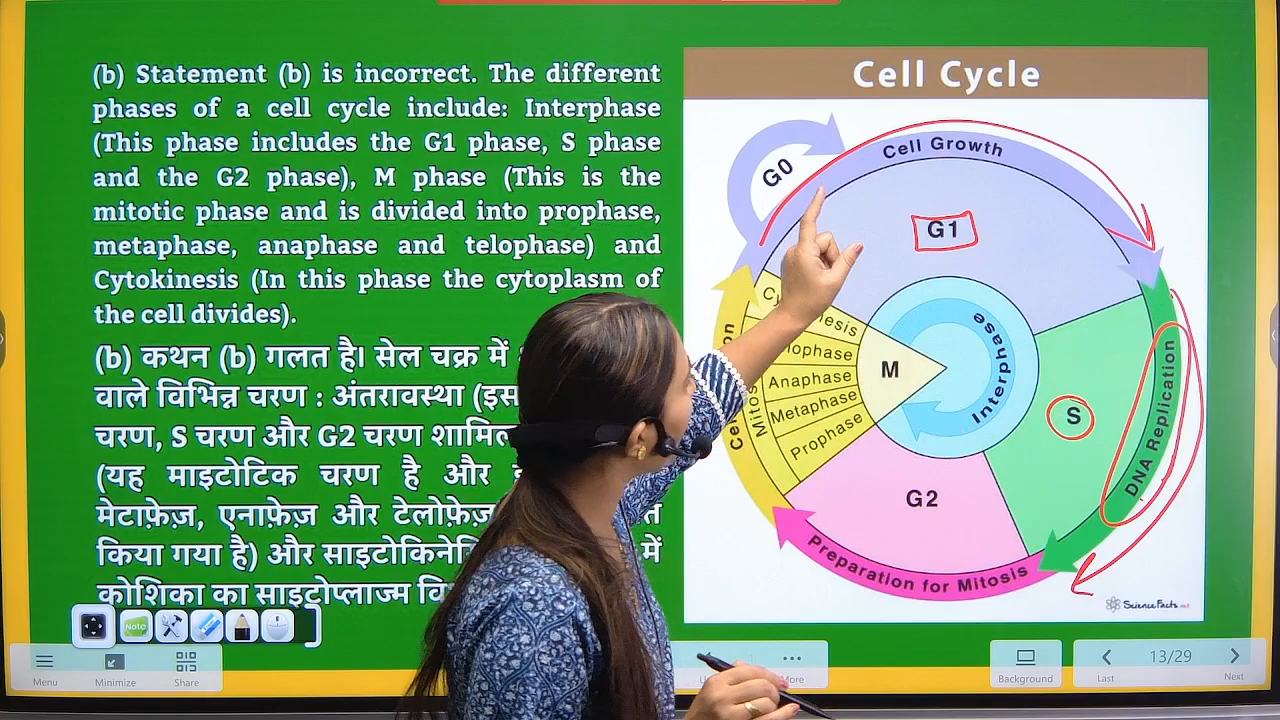 (b) Statement (b) is incorrect. The different
phases of a cell cycle include: Interphase
(This phase includes the G1 phase, S phase
and the G2 phase), M phase (This is the
mitotic phase and is divided into prophase,
metaphase, anaphase and telophase) and
Cytokinesis (In this phase the cytoplasm of
the cell divides).
(b) कथन (b) गलत है। सेल चक्र में
वाले विभिन्न चरण : अंतरावस्था
चरण, S चरण और G2 चरण
(यह माइटोटिक चरण है और
मेटाफ़ेज़, एनाफ़ेज़ और टेलोफ़ेज़
किया गया है) और में
कोशिका का साइटोप्लाज्म
Cell Cycle
G0
Cell Growth
G1
Interphase
M
Anaphase
Metaphase
Prophase
S
DNA Replication
G2
Preparation for Mitosis
ScienceFacts.net
Note
Menu
Minimize
Share
Background
Last
13/29
Next